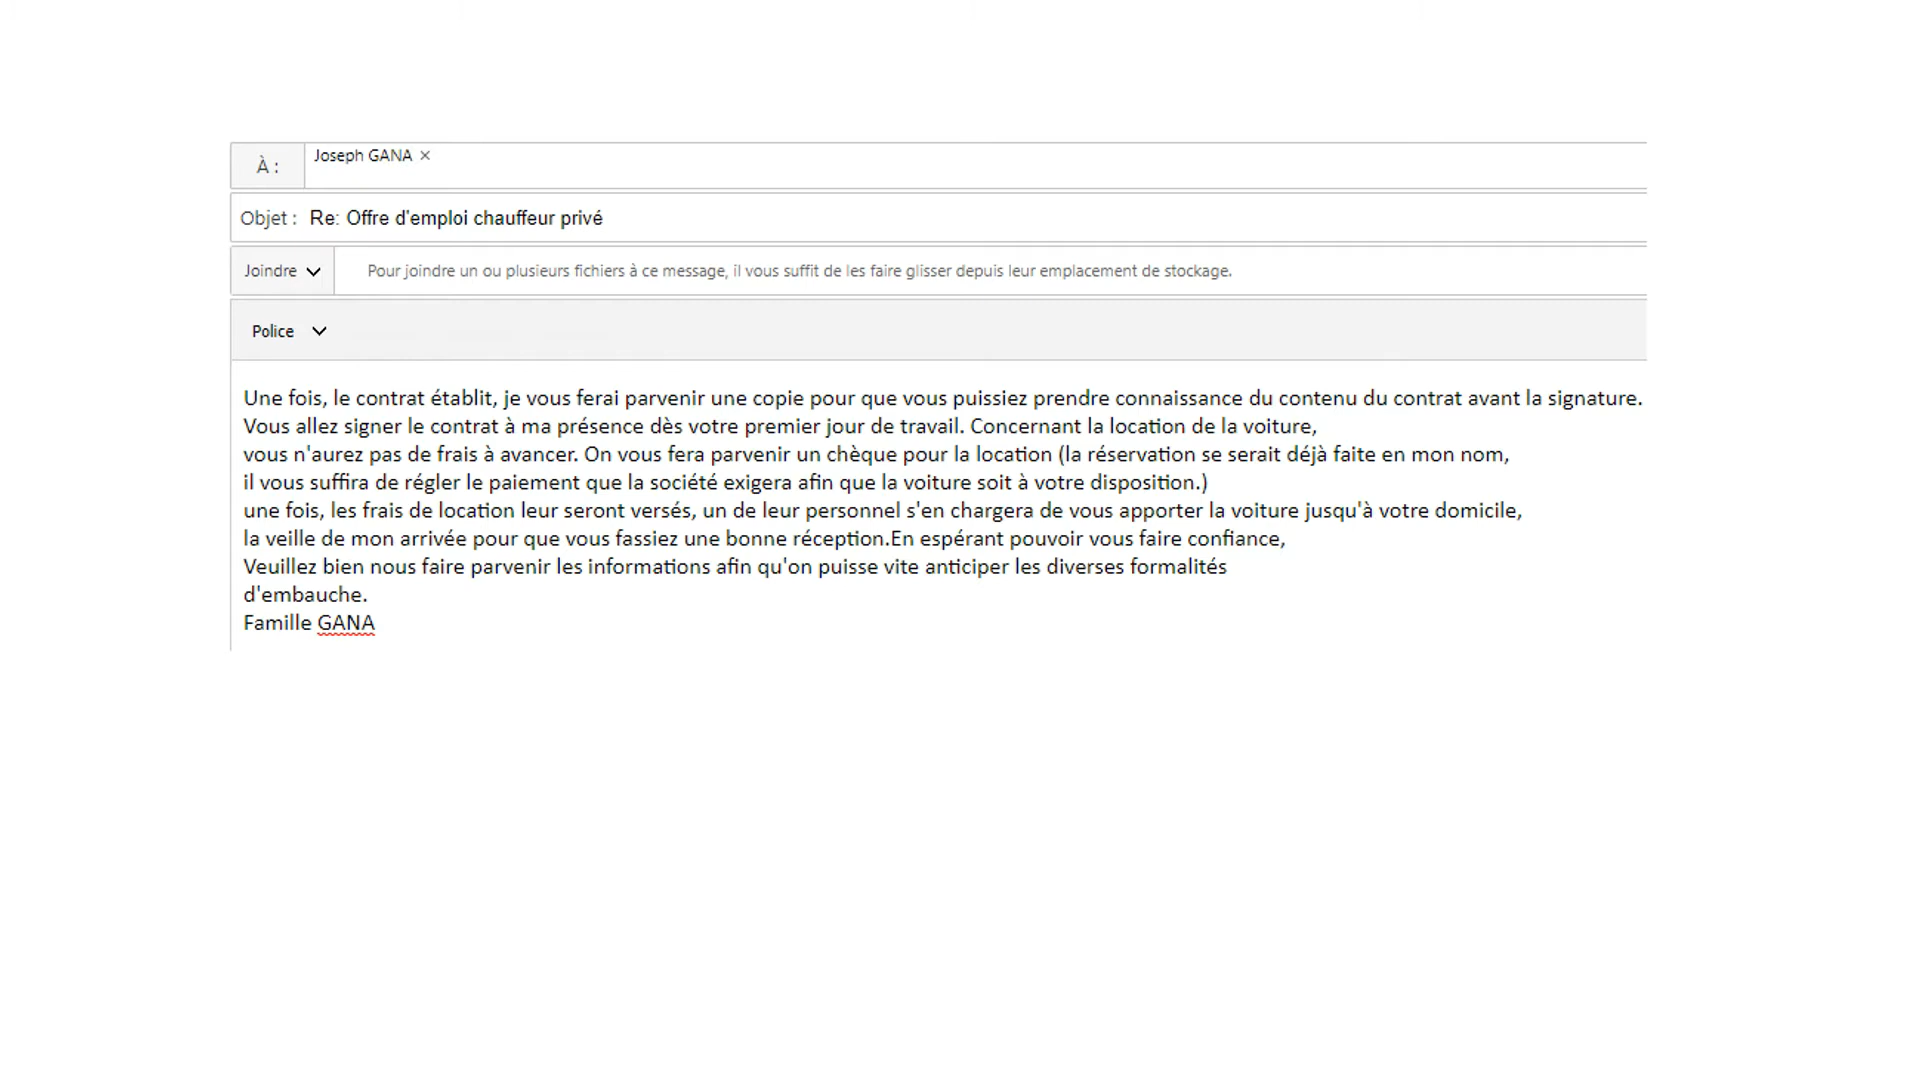 À :
Joseph GANA ×
Objet : Re: Offre d'emploi chauffeur privé
Joindre
Pour joindre un ou plusieurs fichiers à ce message, il vous suffit de les faire glisser depuis leur emplacement de stockage.
Police
Une fois, le contrat établit, je vous ferai parvenir une copie pour que vous puissiez prendre connaissance du contenu du contrat avant la signature.
Vous allez signer le contrat à ma présence dès votre premier jour de travail. Concernant la location de la voiture,
vous n'aurez pas de frais à avancer. On vous fera parvenir un chèque pour la location (la réservation se serait déjà faite en mon nom,
il vous suffira de régler le paiement que la société exigera afin que la voiture soit à votre disposition.)
une fois, les frais de location leur seront versés, un de leur personnel s'en chargera de vous apporter la voiture jusqu'à votre domicile,
la veille de mon arrivée pour que vous fassiez une bonne réception.En espérant pouvoir vous faire confiance,
Veuillez bien nous faire parvenir les informations afin qu'on puisse vite anticiper les diverses formalités
d'embauche.
Famille GANA